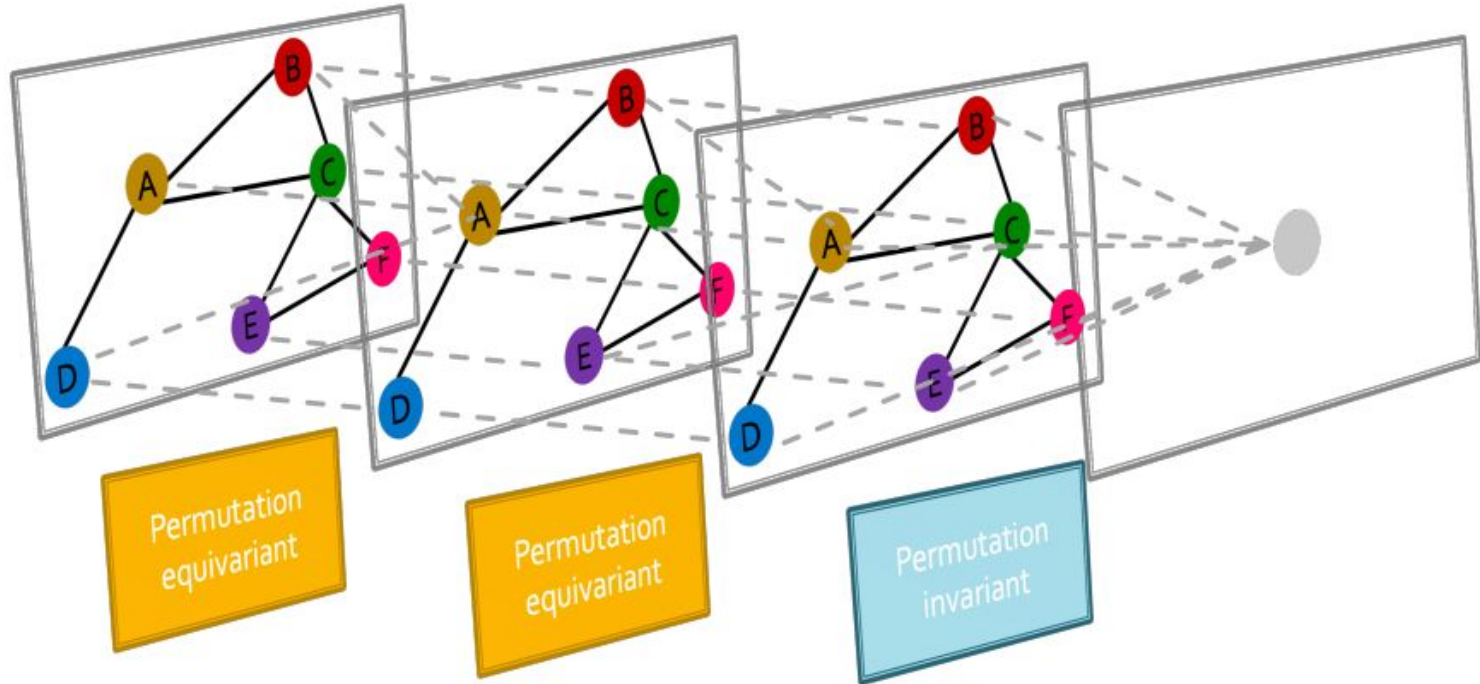 B
A
C
F
E
D
B
A
C
F
E
D
B
A
C
F
E
D
Permutation
equivariant
Permutation
equivariant
Permutation
invariant